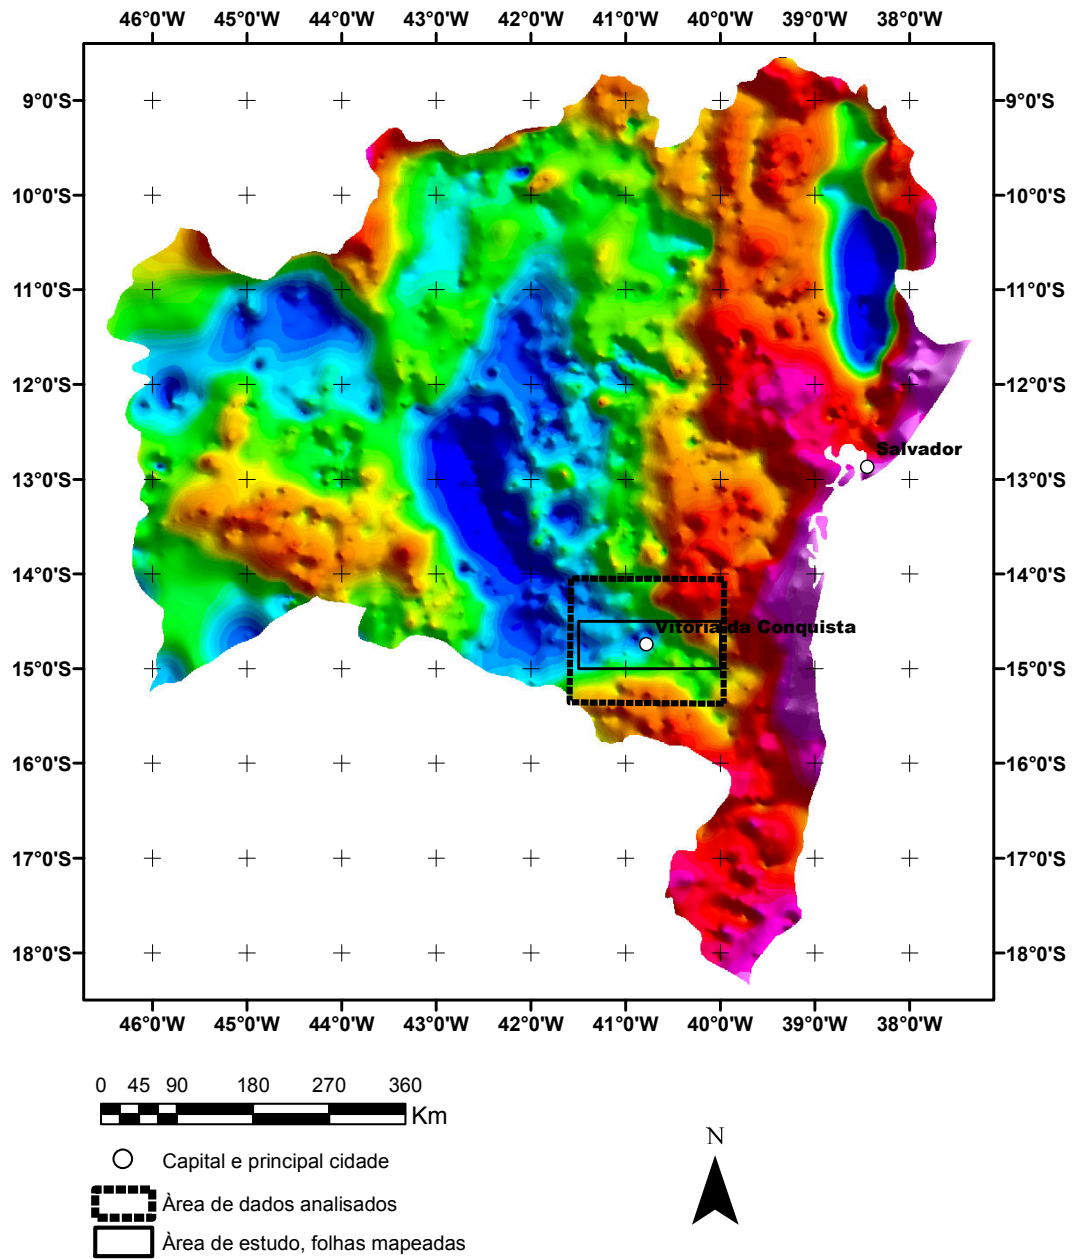 46°0'W 45°0'W 44°0'W 43°0'W 42°0'W 41°0'W 40°0'W 39°0'W 38°0'W
9°0'S 9°0'S
10°0'S 10°0'S
11°0'S 11°0'S
12°0'S 12°0'S
Salvador
13°0'S 13°0'S
14°0'S 14°0'S
Vitória da Conquista
15°0'S 15°0'S
16°0'S 16°0'S
17°0'S 17°0'S
18°0'S 18°0'S
46°0'W 45°0'W 44°0'W 43°0'W 42°0'W 41°0'W 40°0'W 39°0'W 38°0'W
0 45 90 180 270 360
Km
N
Capital e principal cidade
Àrea de dados analisados
Àrea de estudo, folhas mapeadas